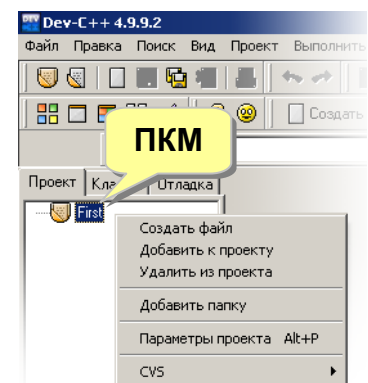 Dev-C++ 4.9.9.2
Файл Правка Поиск Вид Проект Выполнить
Создать
ПКМ
Проект Отладка
First
Создать файл
Добавить к проекту
Удалить из проекта
Добавить папку
Параметры проекта Alt+P
CVS